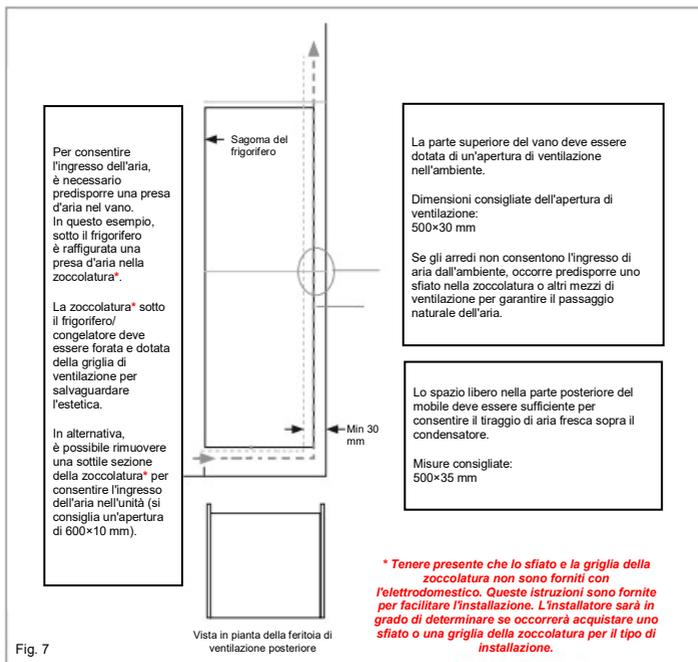 Per consentire
l'ingresso dell'aria,
è necessario
predisporre una presa
d'aria nel vano.
In questo esempio,
sotto il frigorifero
è raffigurata una
presa d'aria nella
zoccolatura*.
La zoccolatura* sotto
il frigorifero/
congelatore deve
essere forata e dotata
della griglia di
ventilazione per
salvaguardare
l'estetica.
In alternativa,
è possibile rimuovere
una sottile sezione
della zoccolatura* per
consentire l'ingresso
dell'aria nell'unità (si
consiglia un'apertura
di 600×10 mm).
Sagoma del
frigorifero
Min 30
mm
Vista in pianta della feritoia di
ventilazione posteriore
La parte superiore del vano deve essere
dotata di un'apertura di ventilazione
nell'ambiente.
Dimensioni consigliate dell'apertura di
ventilazione:
500×30 mm
Se gli arredi non consentono l'ingresso di
aria dall'ambiente, occorre predisporre uno
sfiato nella zoccolatura o altri mezzi di
ventilazione per garantire il passaggio
naturale dell'aria.
Lo spazio libero nella parte posteriore del
mobile deve essere sufficiente per
consentire il tiraggio di aria fresca sopra il
condensatore.
Misure consigliate:
500×35 mm
* Tenere presente che lo sfiato e la griglia della
zoccolatura non sono forniti con
l'elettrodomestico. Queste istruzioni sono fornite
per facilitare l'installazione. L'installatore sarà in
grado di determinare se occorrerà acquistare uno
sfiato o una griglia della zoccolatura per il tipo di
installazione.
Fig. 7